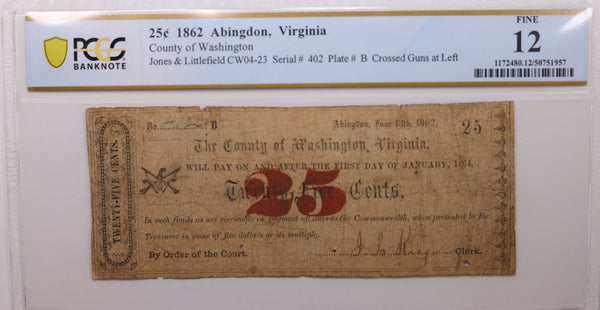 25¢ 1862 Abingdon, Virginia
County of Washington
Jones & Littlefield CW04-23 Serial # 402 Plate # B Crossed Guns at Left
PCGS
BANKNOTE
FINE
12
1172480.12/50751957
No. 402 B
Abingdon, June 13th, 1862.
25
The County of Washington, Virginia,
WILL PAY ON AND AFTER THE FIRST DAY OF JANUARY, 1864,
Twenty-Five Cents,
25
In such funds as are receivable in payment of dues to the Commonwealth, when presented to the
Treasurer in sums of five dollars or its multiple.
By Order of the Court.
Clerk.
TWENTY-FIVE CENTS.